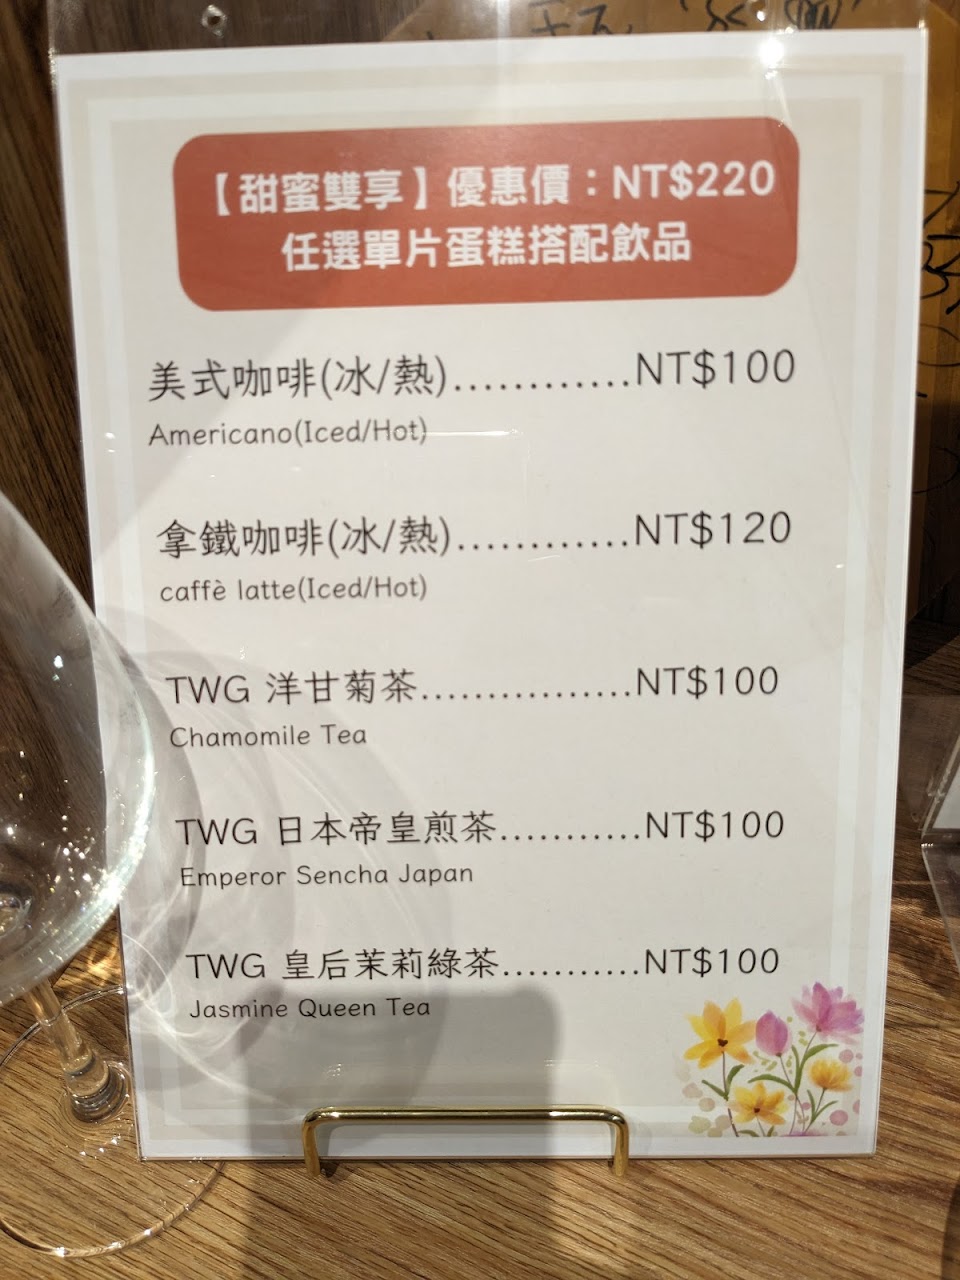 【甜蜜雙享】優惠價：NT$220
任選單片蛋糕搭配飲品
美式咖啡(冰/熱)............NT$100
Americano(Iced/Hot)
拿鐵咖啡(冰/熱)............NT$120
caffè latte(Iced/Hot)
TWG 洋甘菊茶................NT$100
Chamomile Tea
TWG 日本帝皇煎茶...........NT$100
Emperor Sencha Japan
TWG 皇后茉莉綠茶...........NT$100
Jasmine Queen Tea